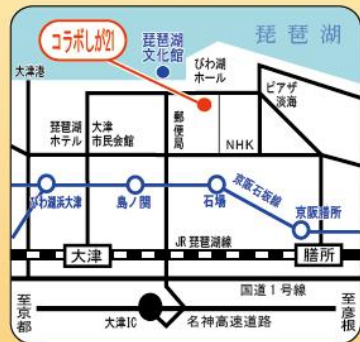 コラボしが21
琵琶湖
文化館
琵琶湖
びわ湖
ホール
大津港
ピアザ
淡海
琵琶湖
ホテル
大津
市民会館
郵便局
NHK
びわ湖浜大津
島ノ関
石場
京阪石坂線
京阪膳所
JR琵琶湖線
大津
膳所
国道1号線
至京都
大津IC
名神高速道路
至彦根